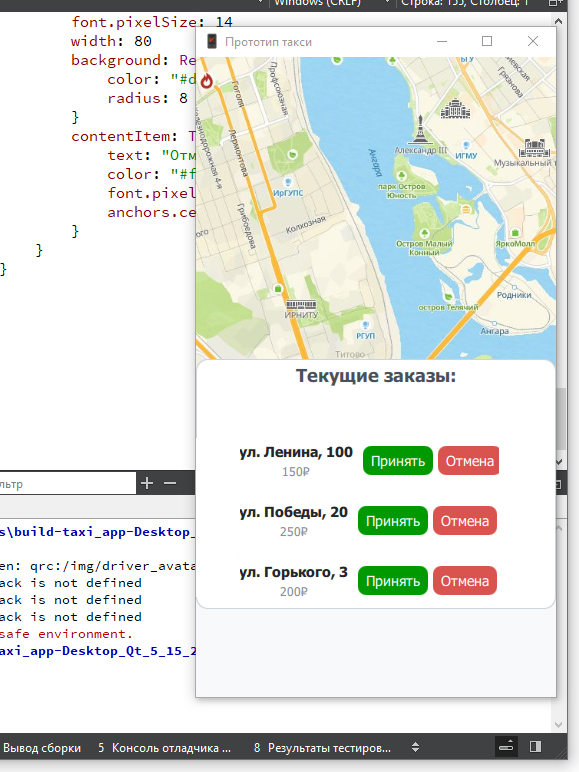 Windows (CRLF)
Строка: 155, Столбец: 1
font.pixelSize: 14
width: 80
background: Re
color: "#d
radius: 8
}
contentItem: T
text: "Отм
color: "#f
font.pixel
anchors.ce
}
}
}
Прототип такси
Гоголя
Профсоюзная
Железнодорожная 4-я
Лермонтова
Грязнова
Александр III
ИГМУ
Музыкальный т
Ангара
ИрГУПС
парк Остров
Юность
Грибоедова
Колхозная
Остров Малый
Конный
ЯркоМолл
Родники
остров Телячий
ИРНИТУ
РГУП
Ангара
Титово
Текущие заказы:
ул. Ленина, 100
150₽
Принять
Отмена
ул. Победы, 20
250₽
Принять
Отмена
ул. Горького, 3
200₽
Принять
Отмена
льтр
s\build-taxi_app-Desktop_
en: qrc:/img/driver_avata
ack is not defined
ack is not defined
ack is not defined
safe environment.
axi_app-Desktop_Qt_5_15_2
Вывод сборки
5 Консоль отладчика ...
8 Результаты тестиров...